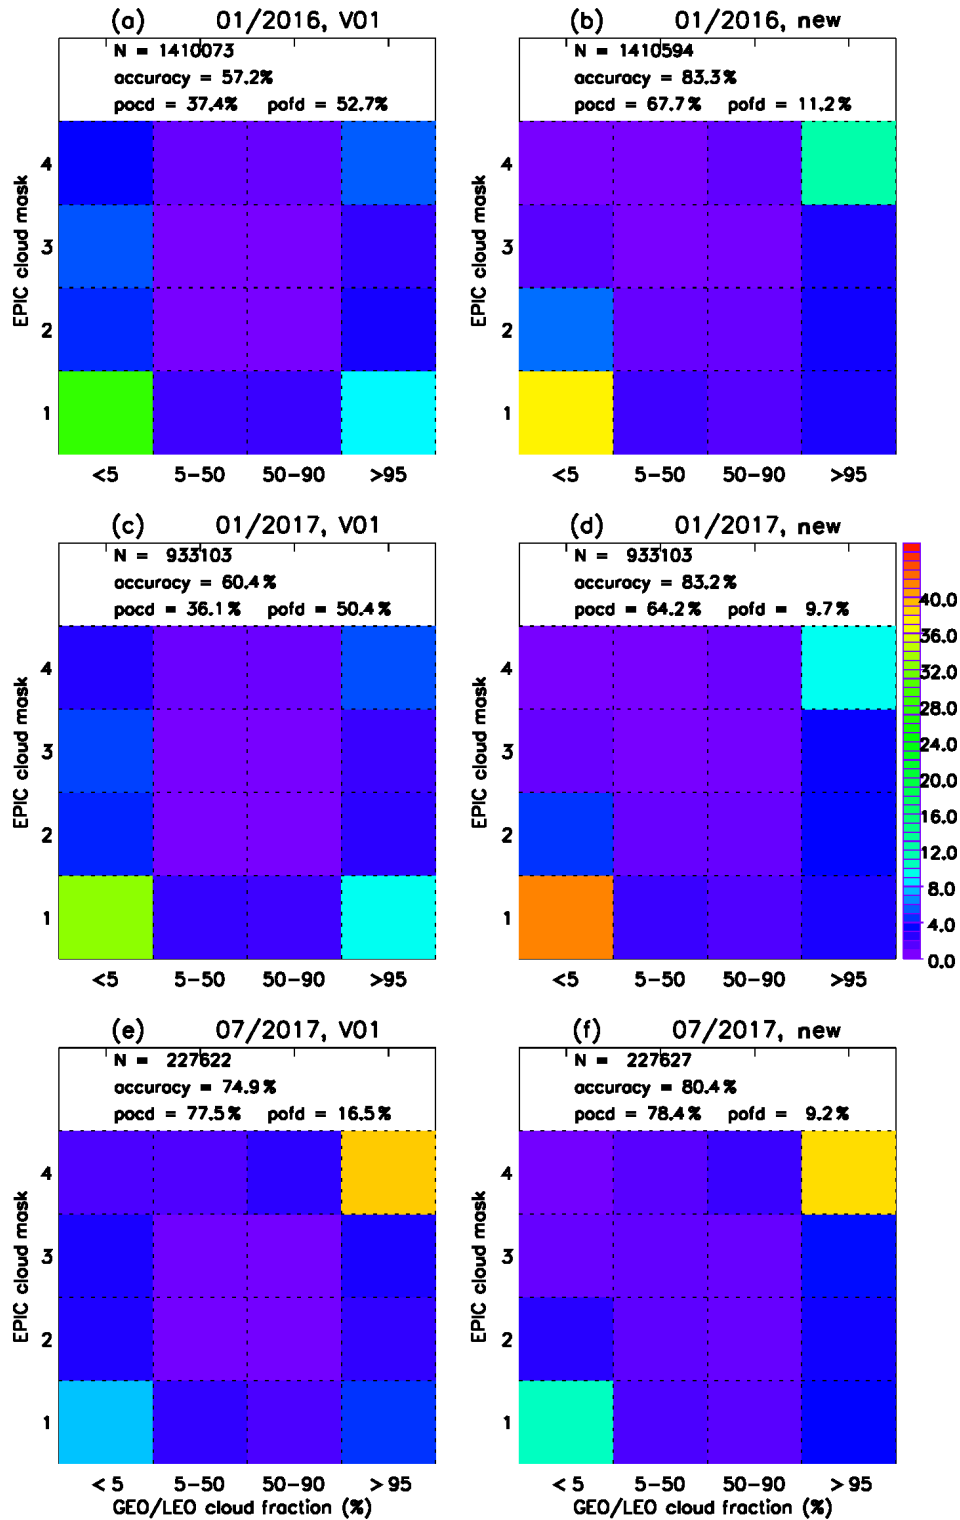 (a) 01/2016, V01
N = 1410073
accuracy = 57.2%
pocd = 37.4% pofd = 52.7%
EPIC cloud mask
4
3
2
1
<5 5-50 50-90 >95
(b) 01/2016, new
N = 1410594
accuracy = 83.3%
pocd = 67.7% pofd = 11.2%
EPIC cloud mask
4
3
2
1
<5 5-50 50-90 >95
(c) 01/2017, V01
N = 933103
accuracy = 60.4%
pocd = 36.1% pofd = 50.4%
EPIC cloud mask
4
3
2
1
<5 5-50 50-90 >95
(d) 01/2017, new
N = 933103
accuracy = 83.2%
pocd = 64.2% pofd = 9.7%
EPIC cloud mask
4
3
2
1
<5 5-50 50-90 >95
40.0
36.0
32.0
28.0
24.0
20.0
16.0
12.0
8.0
4.0
0.0
(e) 07/2017, V01
N = 227622
accuracy = 74.9%
pocd = 77.5% pofd = 16.5%
EPIC cloud mask
4
3
2
1
<5 5-50 50-90 >95
GEO/LEO cloud fraction (%)
(f) 07/2017, new
N = 227627
accuracy = 80.4%
pocd = 78.4% pofd = 9.2%
EPIC cloud mask
4
3
2
1
<5 5-50 50-90 >95
GEO/LEO cloud fraction (%)